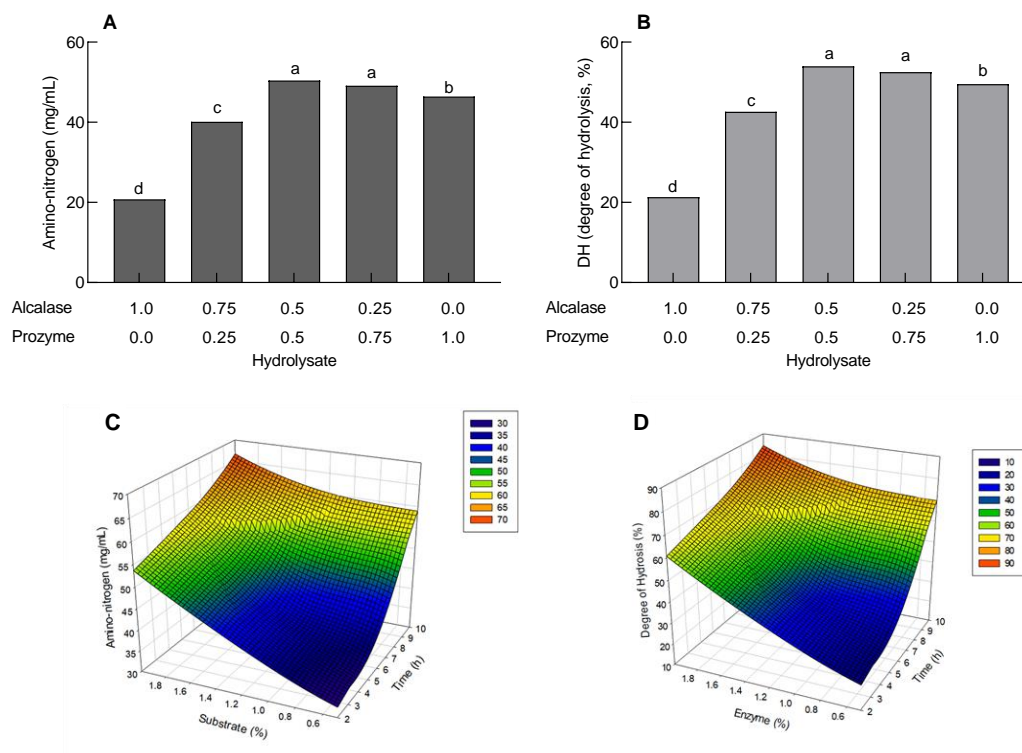 A
Amino-nitrogen (mg/mL)
60
40
20
0
d
c
a
a
b
Alcalase 1.0 0.75 0.5 0.25 0.0
Prozyme 0.0 0.25 0.5 0.75 1.0
Hydrolysate
B
DH (degree of hydrolysis, %)
60
40
20
0
d
c
a
a
b
Alcalase 1.0 0.75 0.5 0.25 0.0
Prozyme 0.0 0.25 0.5 0.75 1.0
Hydrolysate
C
30
35
40
45
50
55
60
65
70
Amino-nitrogen (mg/mL)
70
65
60
55
50
45
40
35
30
1.8 1.6 1.4 1.2 1.0 0.8 0.6
Substrate (%)
2 3 4 5 6 7 8 9 10
Time (h)
D
10
20
30
40
50
60
70
80
90
Degree of Hydrosis (%)
90
80
70
60
50
40
30
20
10
1.8 1.6 1.4 1.2 1.0 0.8 0.6
Enzyme (%)
2 3 4 5 6 7 8 9 10
Time (h)